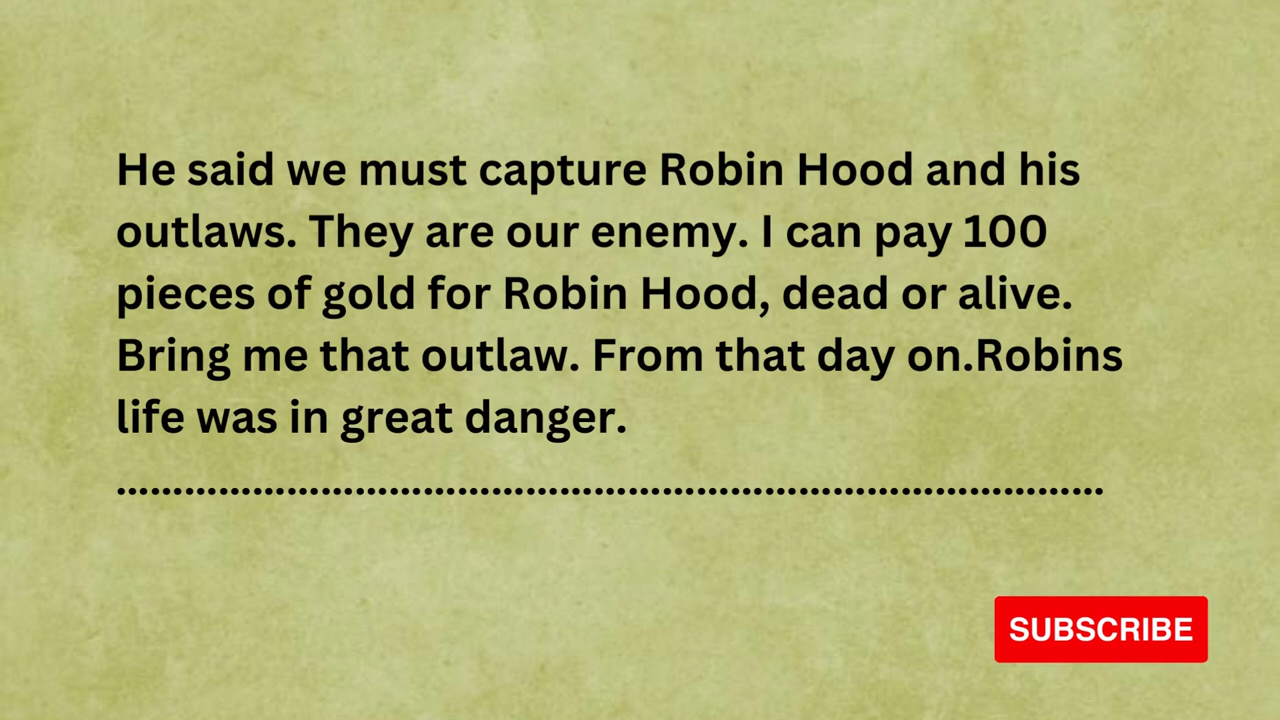 He said we must capture Robin Hood and his
outlaws. They are our enemy. I can pay 100
pieces of gold for Robin Hood, dead or alive.
Bring me that outlaw. From that day on.Robins
life was in great danger.
.......................................................................................
SUBSCRIBE